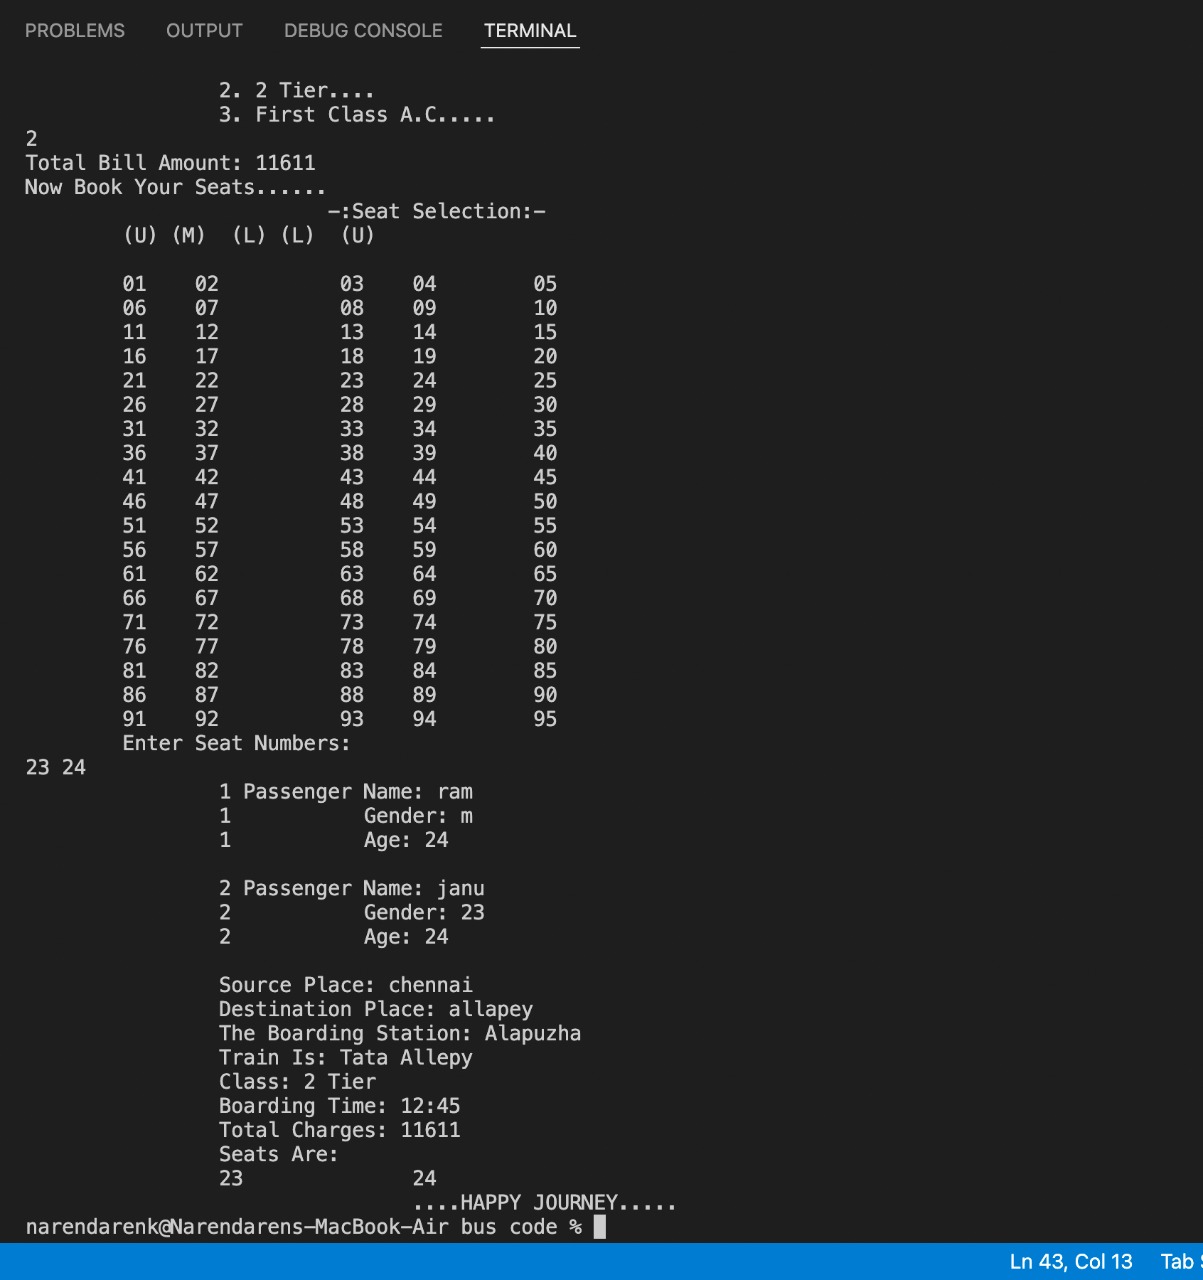 PROBLEMS OUTPUT DEBUG CONSOLE TERMINAL
2. 2 Tier....
3. First Class A.C.....
2
Total Bill Amount: 11611
Now Book Your Seats......
-:Seat Selection:-
(U) (M) (L) (L) (U)
01 02 03 04 05
06 07 08 09 10
11 12 13 14 15
16 17 18 19 20
21 22 23 24 25
26 27 28 29 30
31 32 33 34 35
36 37 38 39 40
41 42 43 44 45
46 47 48 49 50
51 52 53 54 55
56 57 58 59 60
61 62 63 64 65
66 67 68 69 70
71 72 73 74 75
76 77 78 79 80
81 82 83 84 85
86 87 88 89 90
91 92 93 94 95
Enter Seat Numbers:
23 24
1 Passenger Name: ram
1 Gender: m
1 Age: 24
2 Passenger Name: janu
2 Gender: 23
2 Age: 24
Source Place: chennai
Destination Place: allapey
The Boarding Station: Alapuzha
Train Is: Tata Allepy
Class: 2 Tier
Boarding Time: 12:45
Total Charges: 11611
Seats Are:
23 24
....HAPPY JOURNEY.....
narendarenk@Narendarens-MacBook-Air bus code %
Ln 43, Col 13 Tab